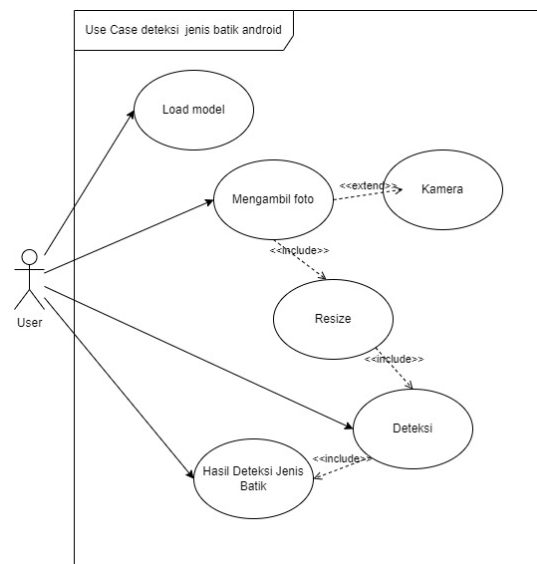 Use Case deteksi jenis batik android
Load model
Mengambil foto
<<extend>>
Kamera
<<include>>
Resize
<<include>>
User
Deteksi
<<include>>
Hasil Deteksi Jenis
Batik